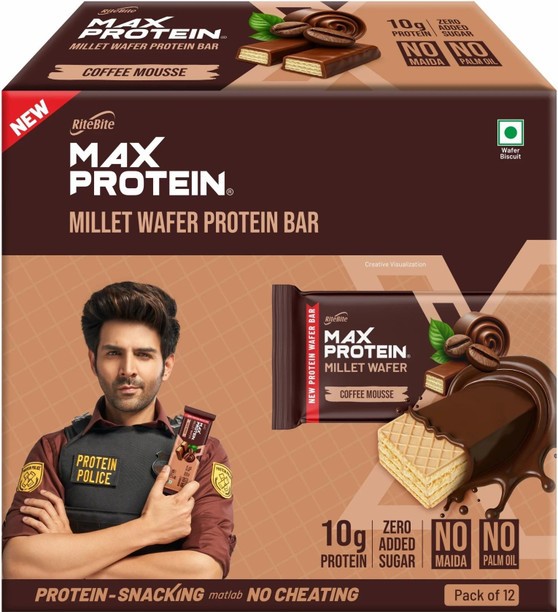 RiteBite
MAX
PROTEIN®
MILLET WAFER PROTEIN BAR
COFFEE MOUSSE
10g
PROTEIN
ZERO
ADDED
SUGAR
NO
MAIDA
NO
PALM OIL
NEW
RiteBite
MAX
PROTEIN®
MILLET WAFER PROTEIN BAR
Wafer
Biscuit
Creative Visualization
NEW PROTEIN WAFER BAR
RiteBite
MAX
PROTEIN®
MILLET WAFER
COFFEE MOUSSE
PROTEIN
POLICE
10g
PROTEIN
ZERO
ADDED
SUGAR
NO
MAIDA
NO
PALM OIL
PROTEIN-SNACKING matlab NO CHEATING
Pack of 12